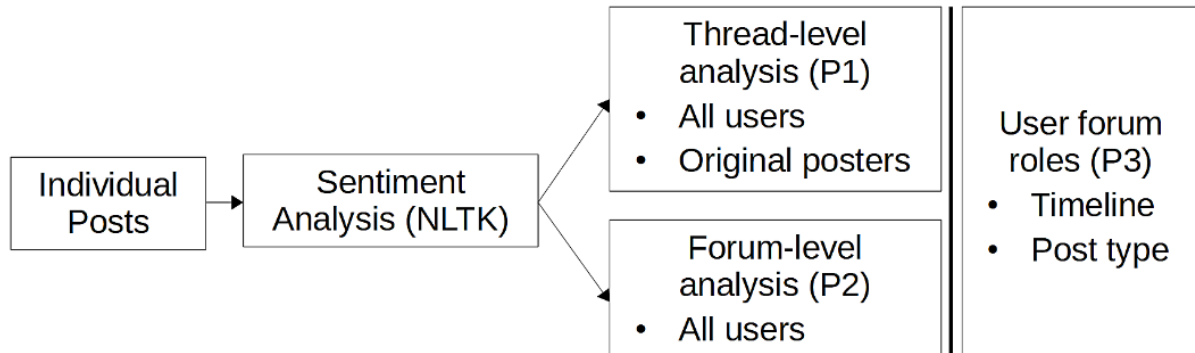 Individual
Posts
Sentiment
Analysis (NLTK)
Thread-level
analysis (P1)
• All users
• Original posters
Forum-level
analysis (P2)
• All users
User forum
roles (P3)
• Timeline
• Post type